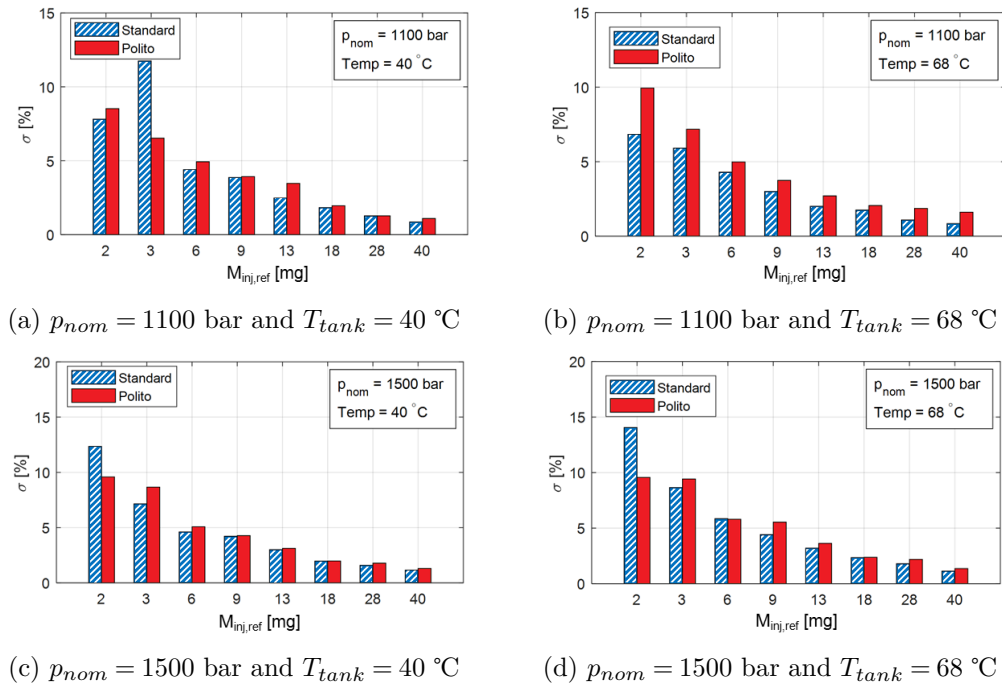 15
10
5
0
σ [%]
Standard
Polito
p_nom = 1100 bar
Temp = 40 °C
2 3 6 9 13 18 28 40
M_inj,ref [mg]
(a) p_nom = 1100 bar and T_tank = 40 ℃
15
10
5
0
σ [%]
Standard
Polito
p_nom = 1100 bar
Temp = 68 °C
2 3 6 9 13 18 28 40
M_inj,ref [mg]
(b) p_nom = 1100 bar and T_tank = 68 ℃
20
15
10
5
0
σ [%]
Standard
Polito
p_nom = 1500 bar
Temp = 40 °C
2 3 6 9 13 18 28 40
M_inj,ref [mg]
(c) p_nom = 1500 bar and T_tank = 40 ℃
20
15
10
5
0
σ [%]
Standard
Polito
p_nom = 1500 bar
Temp = 68 °C
2 3 6 9 13 18 28 40
M_inj,ref [mg]
(d) p_nom = 1500 bar and T_tank = 68 ℃